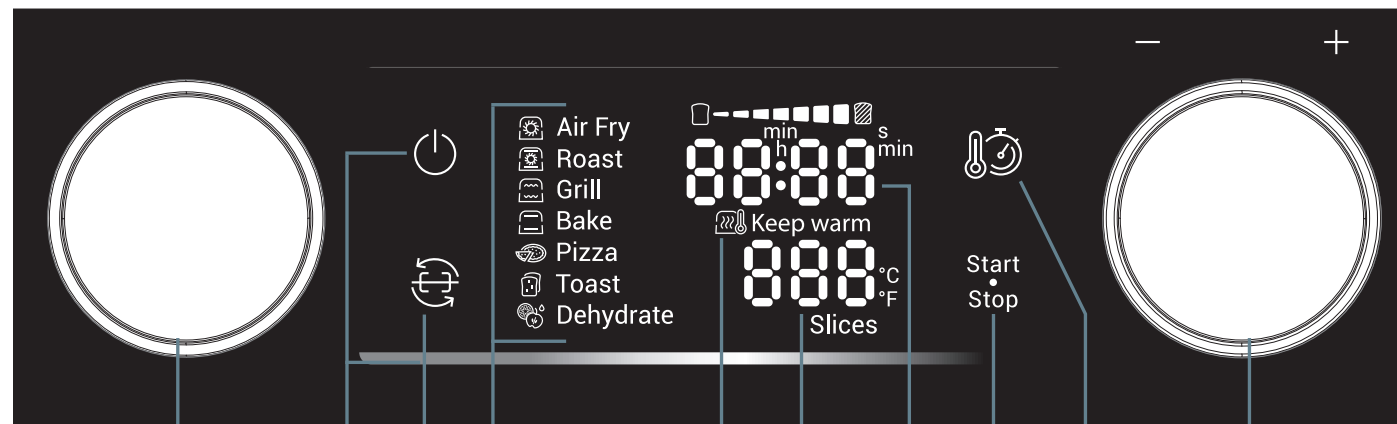 − +
Air Fry
Roast
Grill
Bake
Pizza
Toast
Dehydrate
min s
h min
88:88
Keep warm
888 °C
°F
Slices
Start
Stop